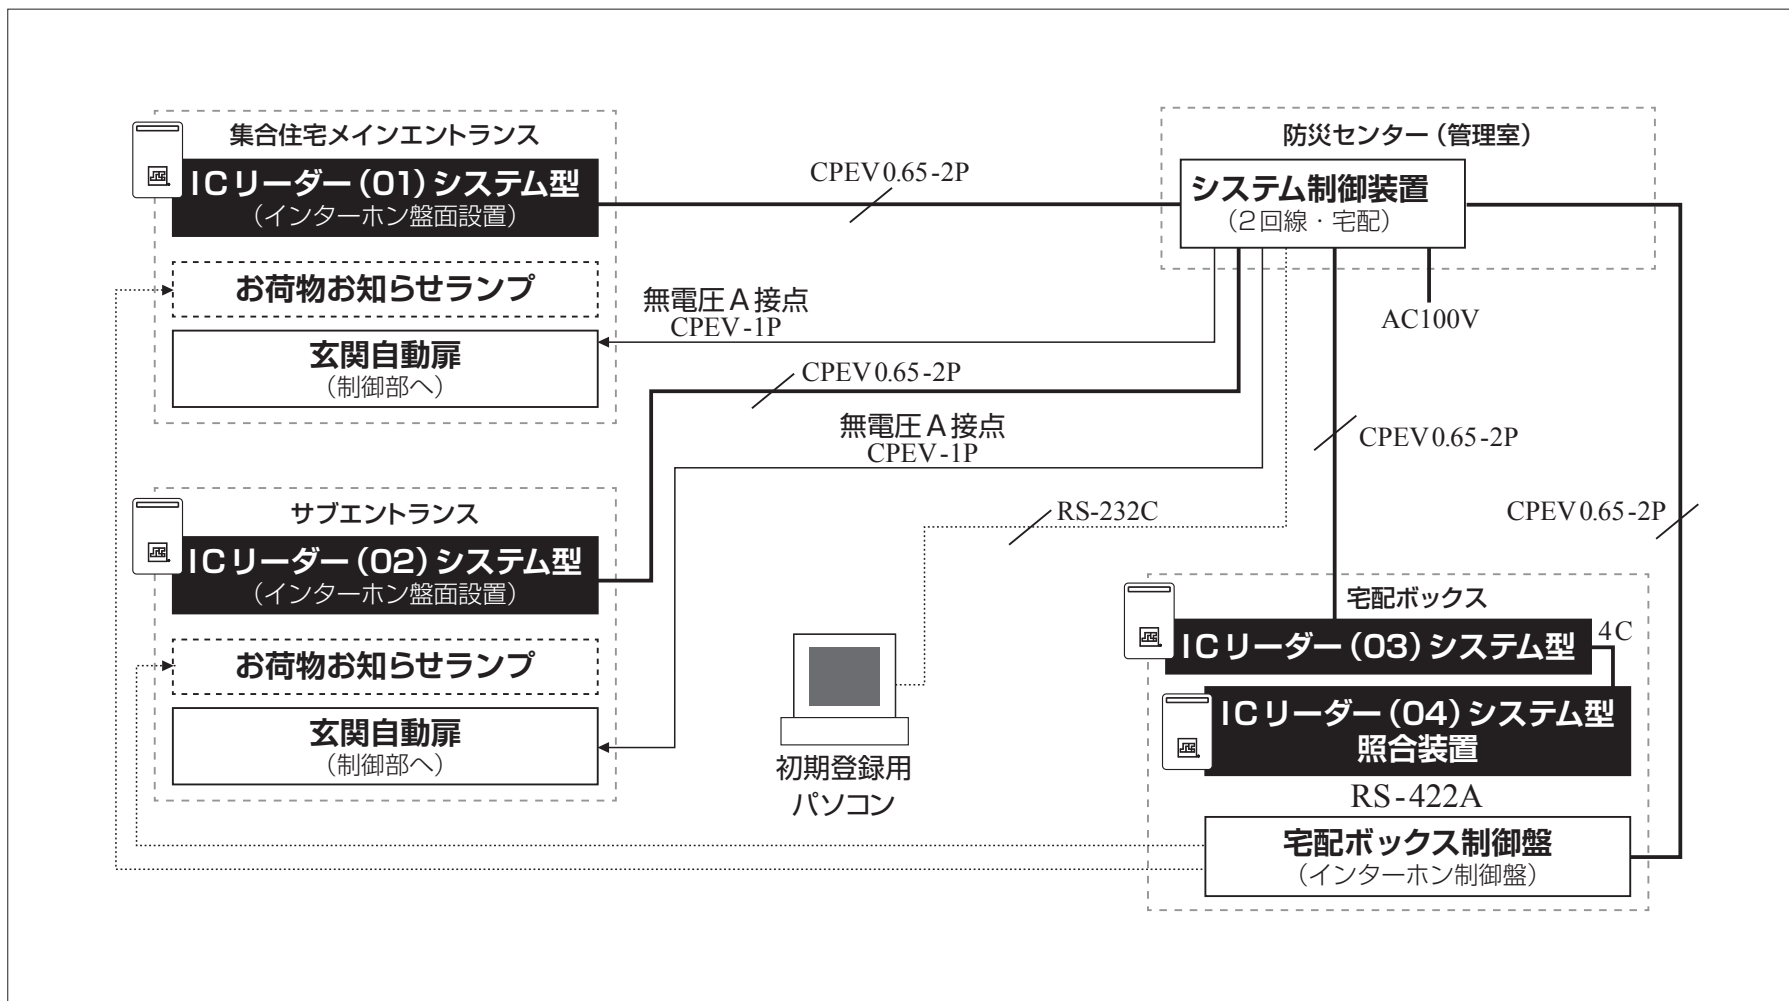 集合住宅メインエントランス
ICリーダー(01)システム型
(インターホン盤面設置)
お荷物お知らせランプ
玄関自動扉
(制御部へ)
CPEV0.65-2P
防災センター(管理室)
システム制御装置
(2回線・宅配)
AC100V
無電圧A接点
CPEV-1P
CPEV0.65-2P
無電圧A接点
CPEV-1P
CPEV0.65-2P
CPEV0.65-2P
RS-232C
サブエントランス
ICリーダー(02)システム型
(インターホン盤面設置)
お荷物お知らせランプ
玄関自動扉
(制御部へ)
初期登録用
パソコン
宅配ボックス
ICリーダー(03)システム型
4C
ICリーダー(04)システム型
照合装置
RS-422A
宅配ボックス制御盤
(インターホン制御盤)